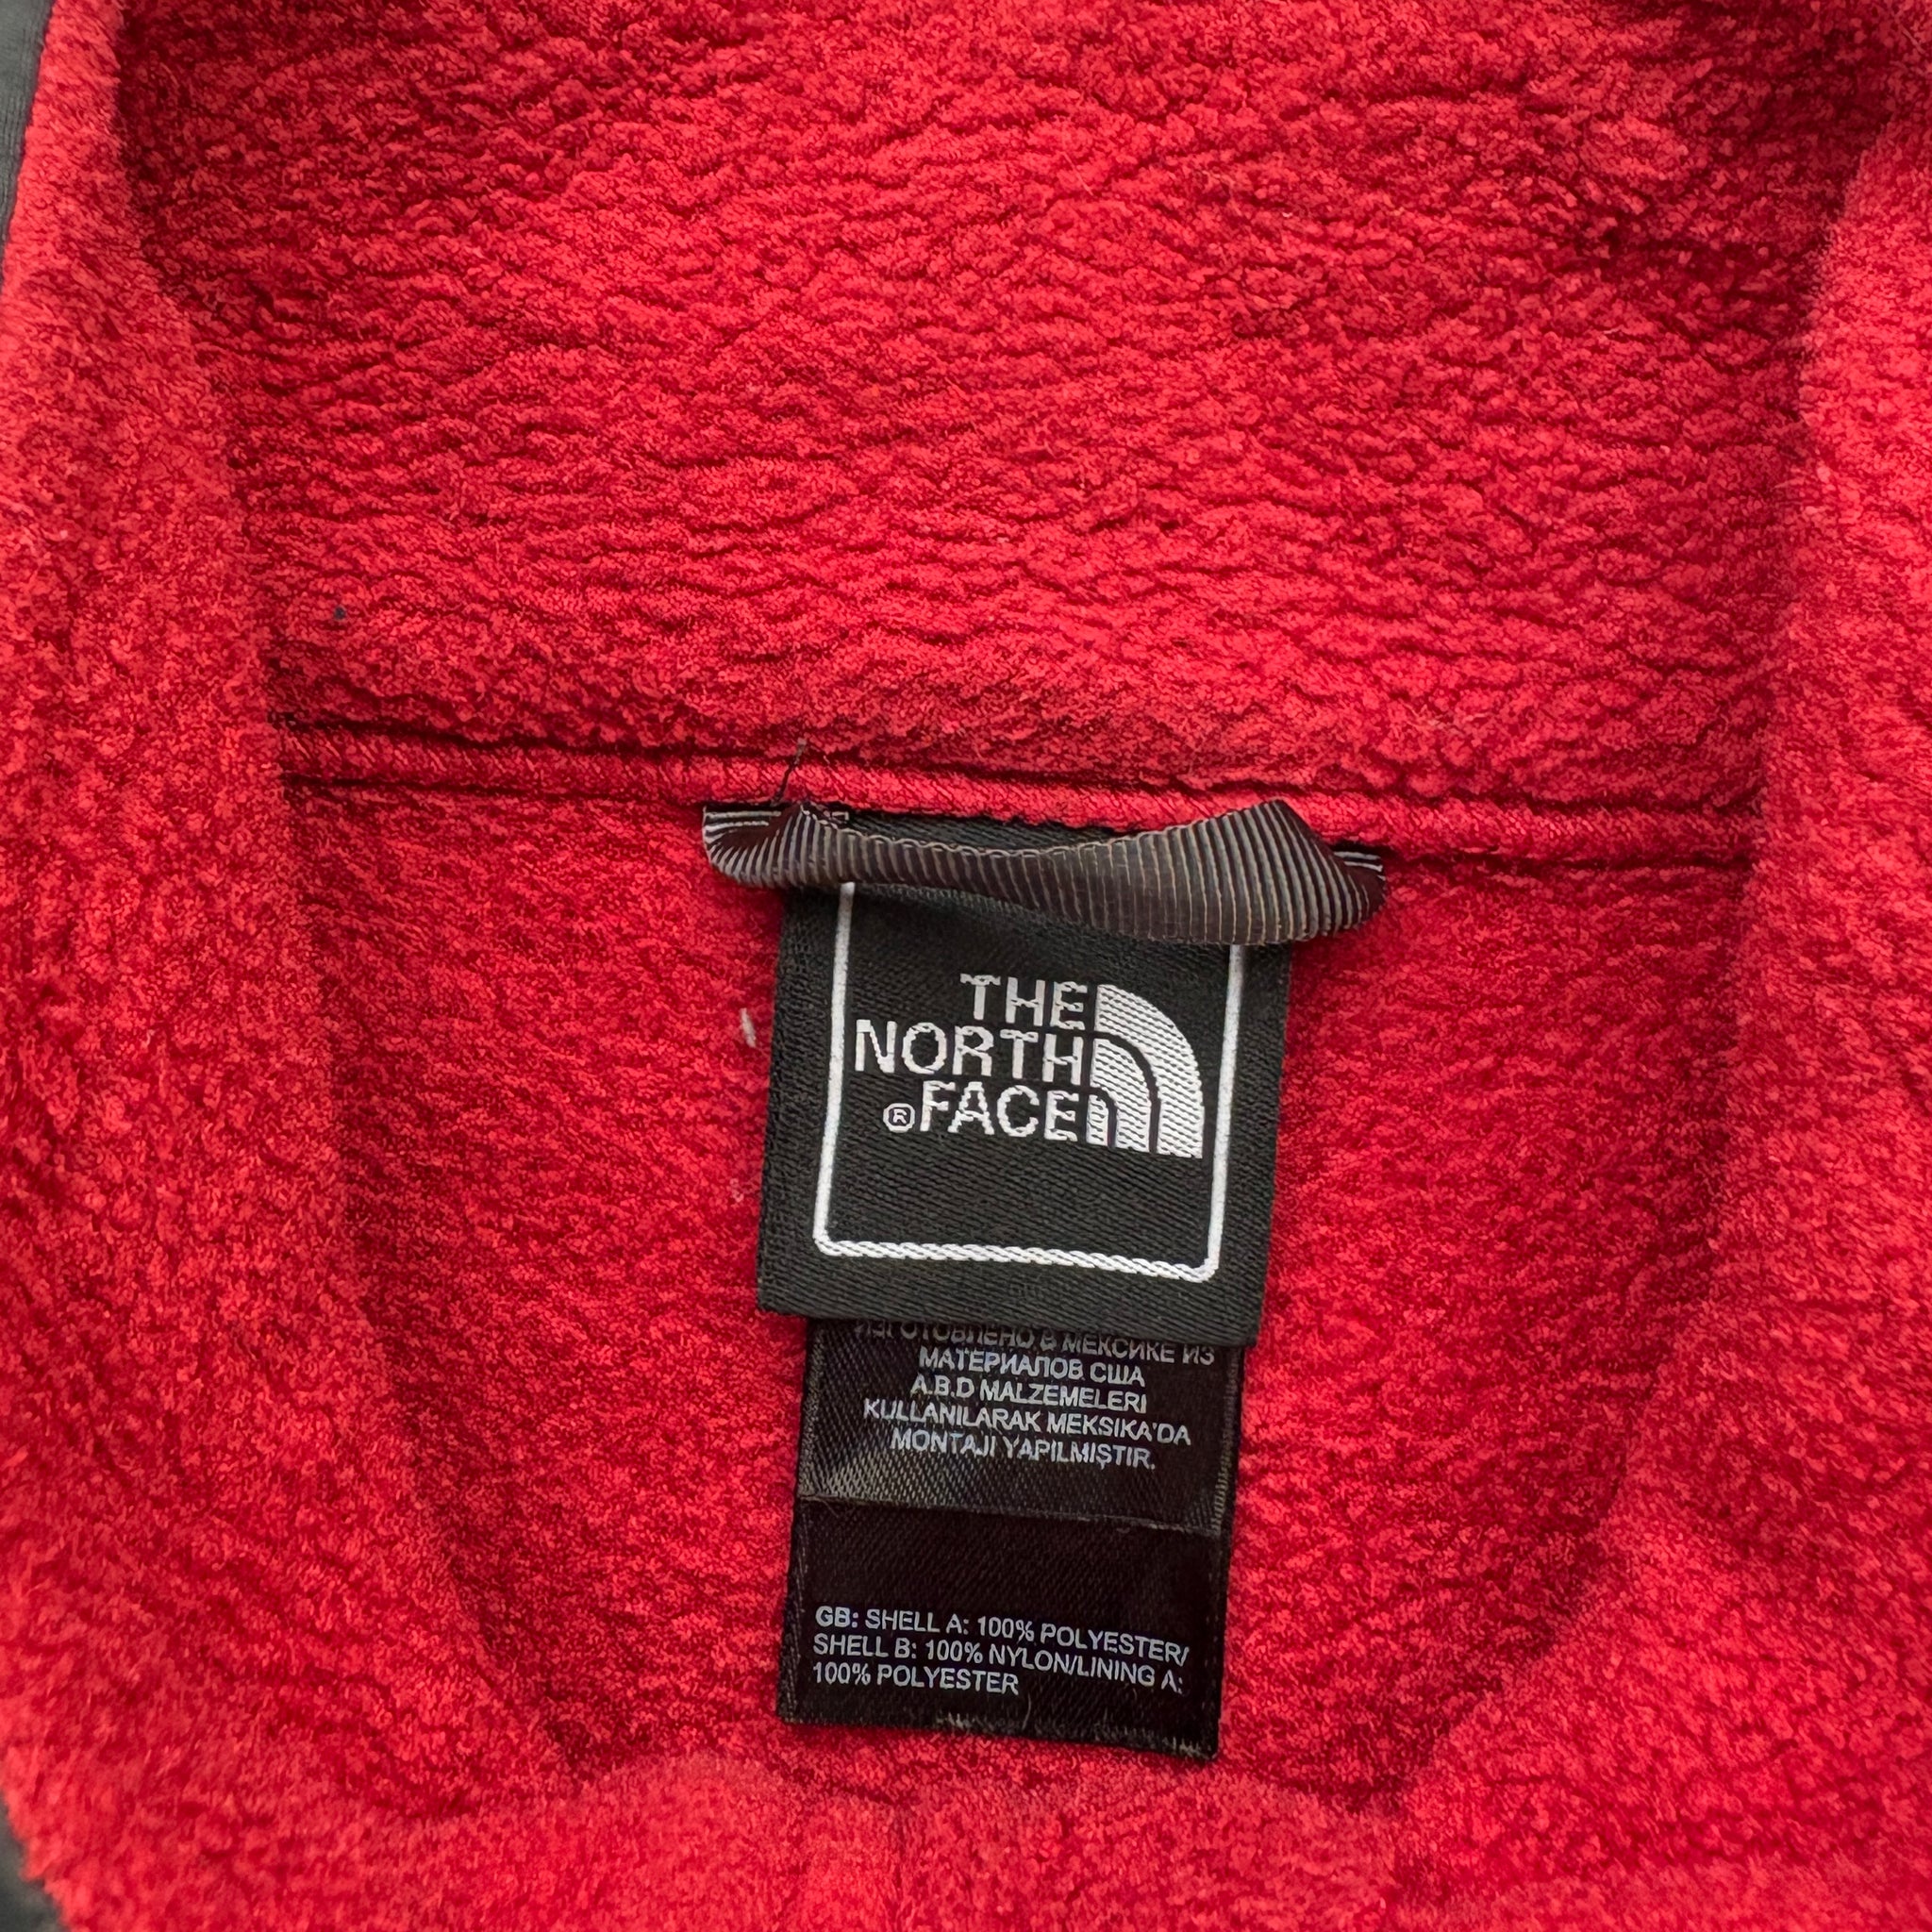 THE
NORTH
®FACE
ИЗГОТОВЛЕНО В МЕКСИКЕ ИЗ
МАТЕРИАЛОВ США
A.B.D MALZEMELERI
KULLANILARAK MEKSIKA'DA
MONTAJI YAPILMIŞTIR.
GB: SHELL A: 100% POLYESTER/
SHELL B: 100% NYLON/LINING A:
100% POLYESTER